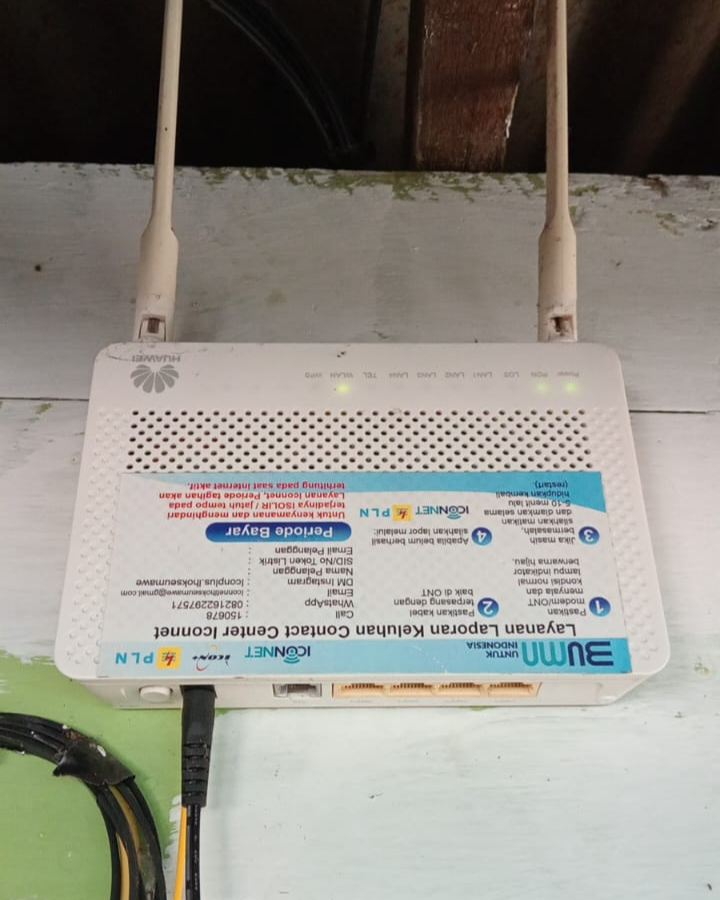 BUMN UNTUK INDONESIA ICONNET ICON+ PLN
Layanan Laporan Keluhan Contact Center Iconnet
1 Pastikan modem/ONT menyala dan kondisi normal lampu indikator berwarna hijau.
2 Pastikan kabel terpasang dengan baik di ONT
3 Jika masih bermasalah, silahkan matikan dan diamkan selama 5-10 menit lalu hidupkan kembali (restart)
4 Apabila belum berhasil silahkan lapor melalui:
ICONNET PLN
Call : 150678
WhatsApp : 082162297571
Email : iconnetlhokseumawe@gmail.com
DM Instagram : iconplus.lhokseumawe
Nama Pelanggan :
SID/NO Token Listrik :
Email Pelanggan :
Periode Bayar
Untuk kenyamanan dan menghindari
terjadinya ISOLIR / jatuh tempo pada
Layanan Iconnet, Periode tagihan akan
terhitung pada saat internet aktif.
Power PON LOS LAN1 LAN2 LAN3 LAN4 TEL WLAN WPS
HUAWEI